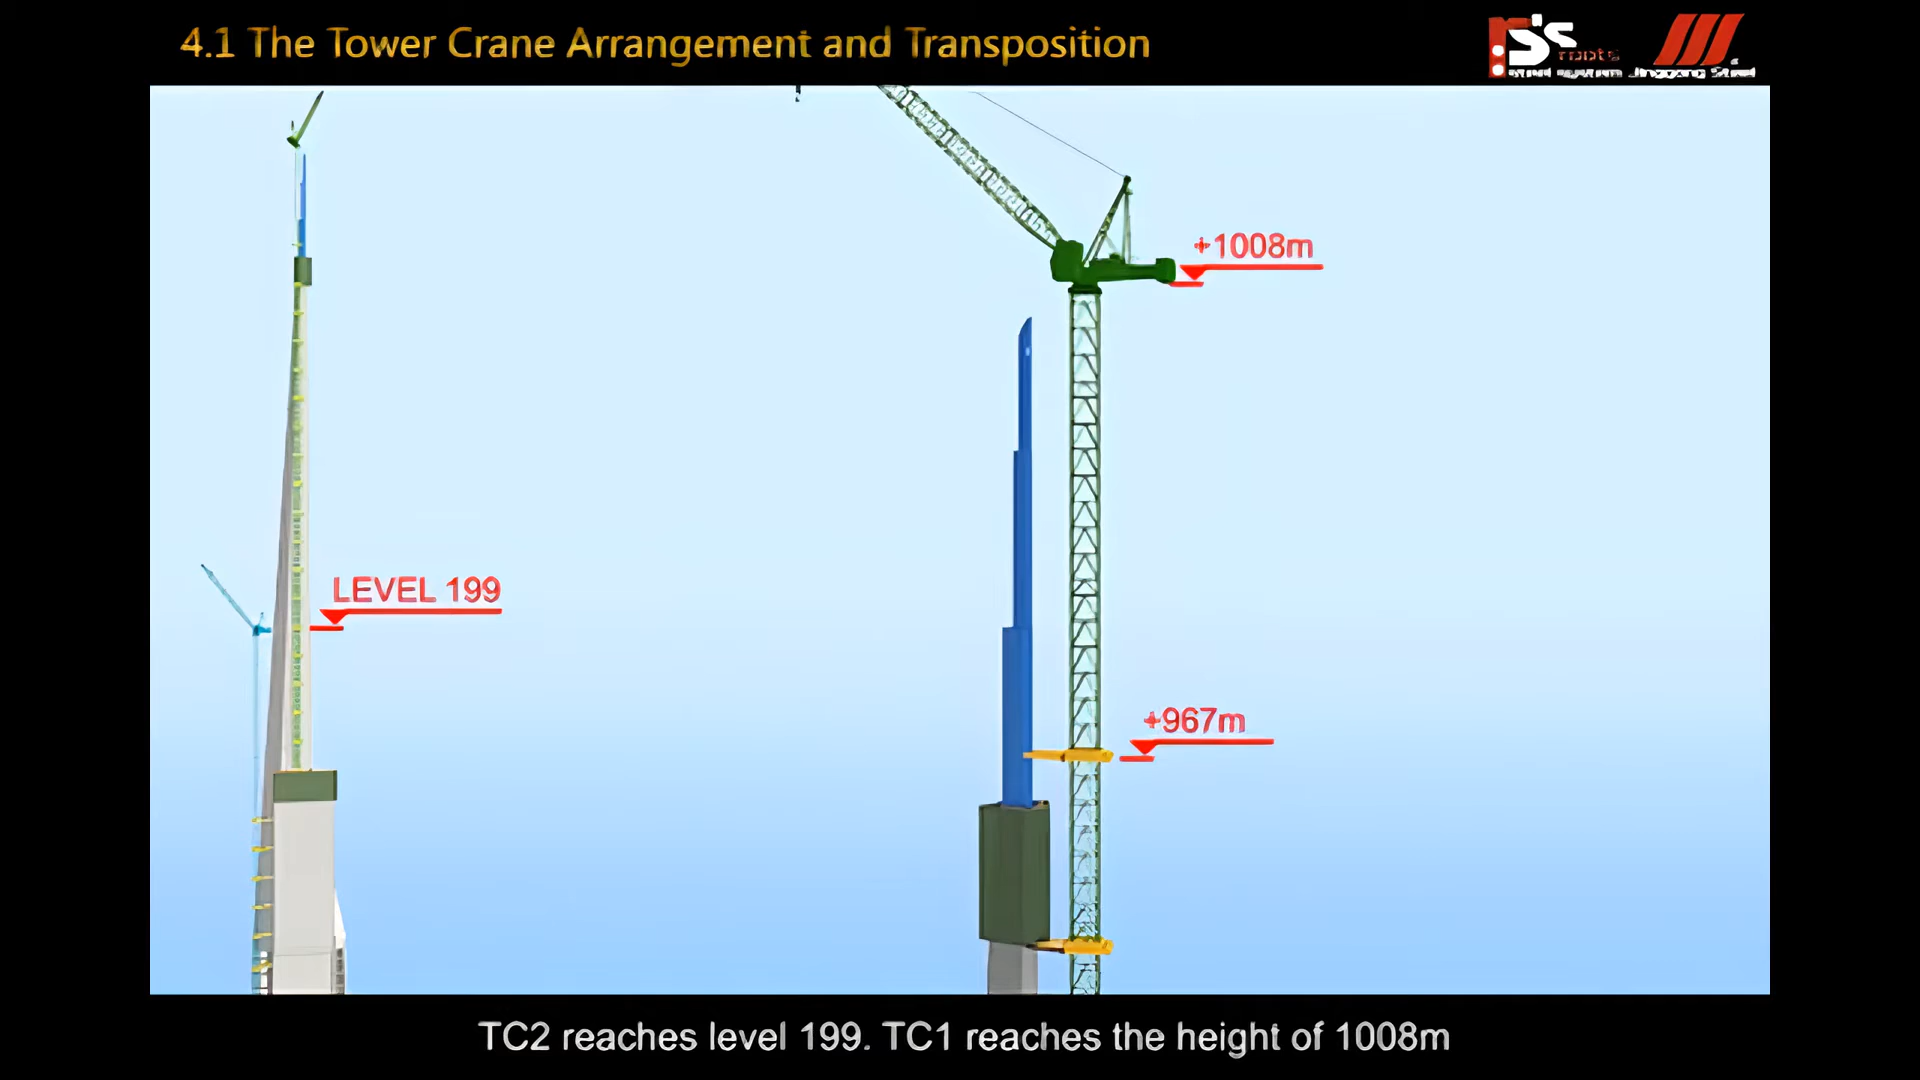 4.1 The Tower Crane Arrangement and Transposition
+1008m
LEVEL 199
+967m
TC2 reaches level 199. TC1 reaches the height of 1008m